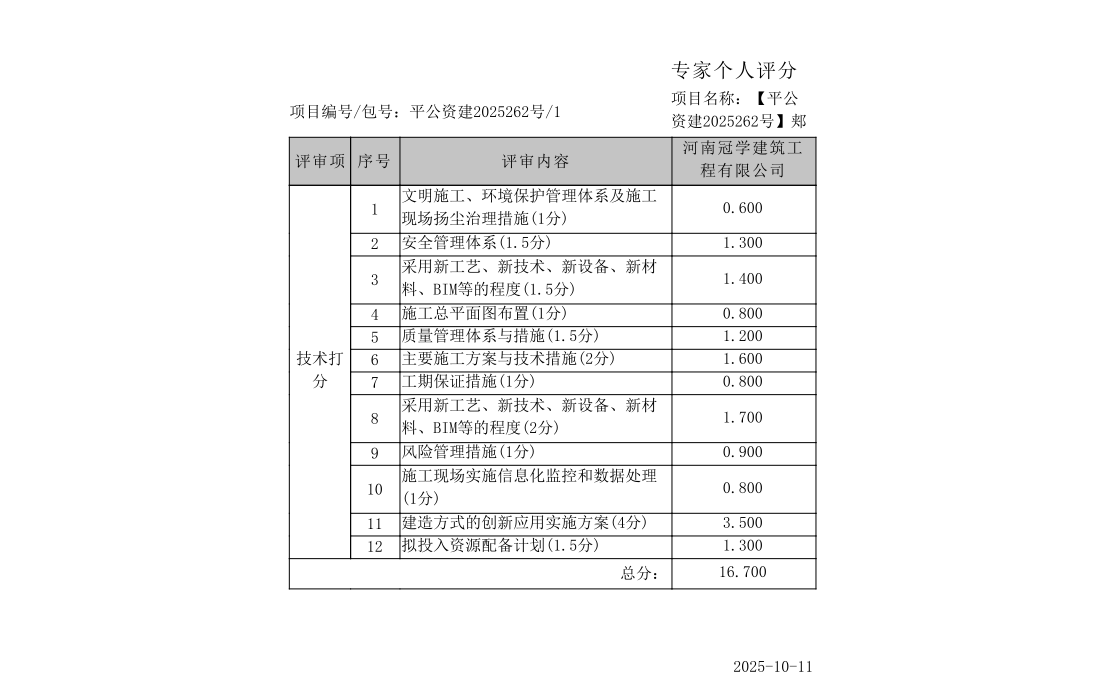 专家个人评分
项目编号/包号：平公资建2025262号/1
项目名称：【平公
资建2025262号】郏
评审项 序号 评审内容 河南冠学建筑工
程有限公司
技术打
分
1 文明施工、环境保护管理体系及施工
现场扬尘治理措施(1分) 0.600
2 安全管理体系(1.5分) 1.300
3 采用新工艺、新技术、新设备、新材
料、BIM等的程度(1.5分) 1.400
4 施工总平面图布置(1分) 0.800
5 质量管理体系与措施(1.5分) 1.200
6 主要施工方案与技术措施(2分) 1.600
7 工期保证措施(1分) 0.800
8 采用新工艺、新技术、新设备、新材
料、BIM等的程度(2分) 1.700
9 风险管理措施(1分) 0.900
10 施工现场实施信息化监控和数据处理
(1分) 0.800
11 建造方式的创新应用实施方案(4分) 3.500
12 拟投入资源配备计划(1.5分) 1.300
总分： 16.700
2025-10-11